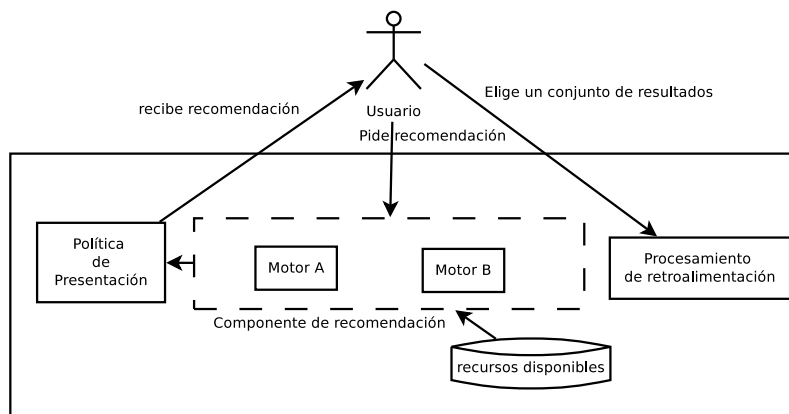 Elige un conjunto de resultados
recibe recomendación
Usuario
Pide recomendación
Política
de
Presentación
Motor A
Motor B
Procesamiento
de retroalimentación
Componente de recomendación
recursos disponibles